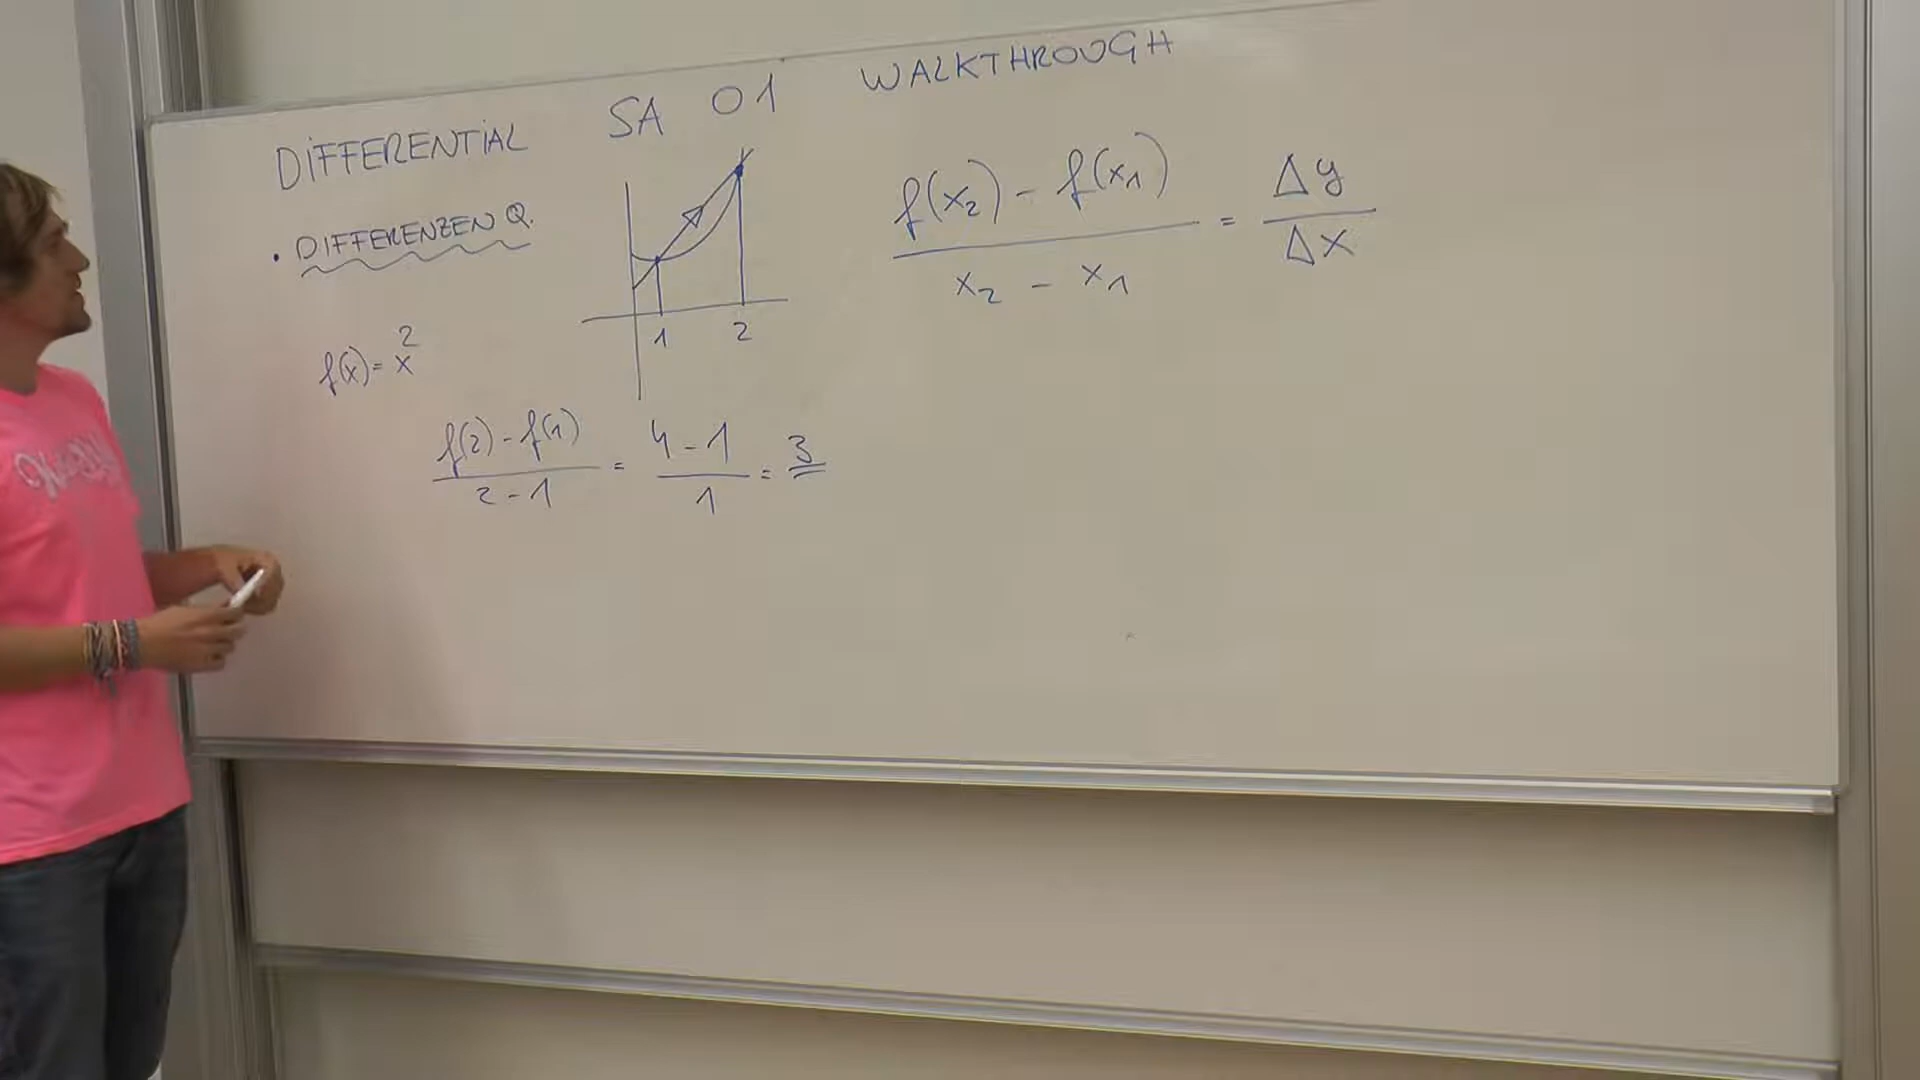 SA 01 WALKTHROUGH
DIFFERENTIAL
• DIFFERENZEN Q.
f(x) = x²
1 2
(f(x₂) - f(x₁)) / (x₂ - x₁) = Δy / Δx
(f(2) - f(1)) / (2 - 1) = (4 - 1) / 1 = 3